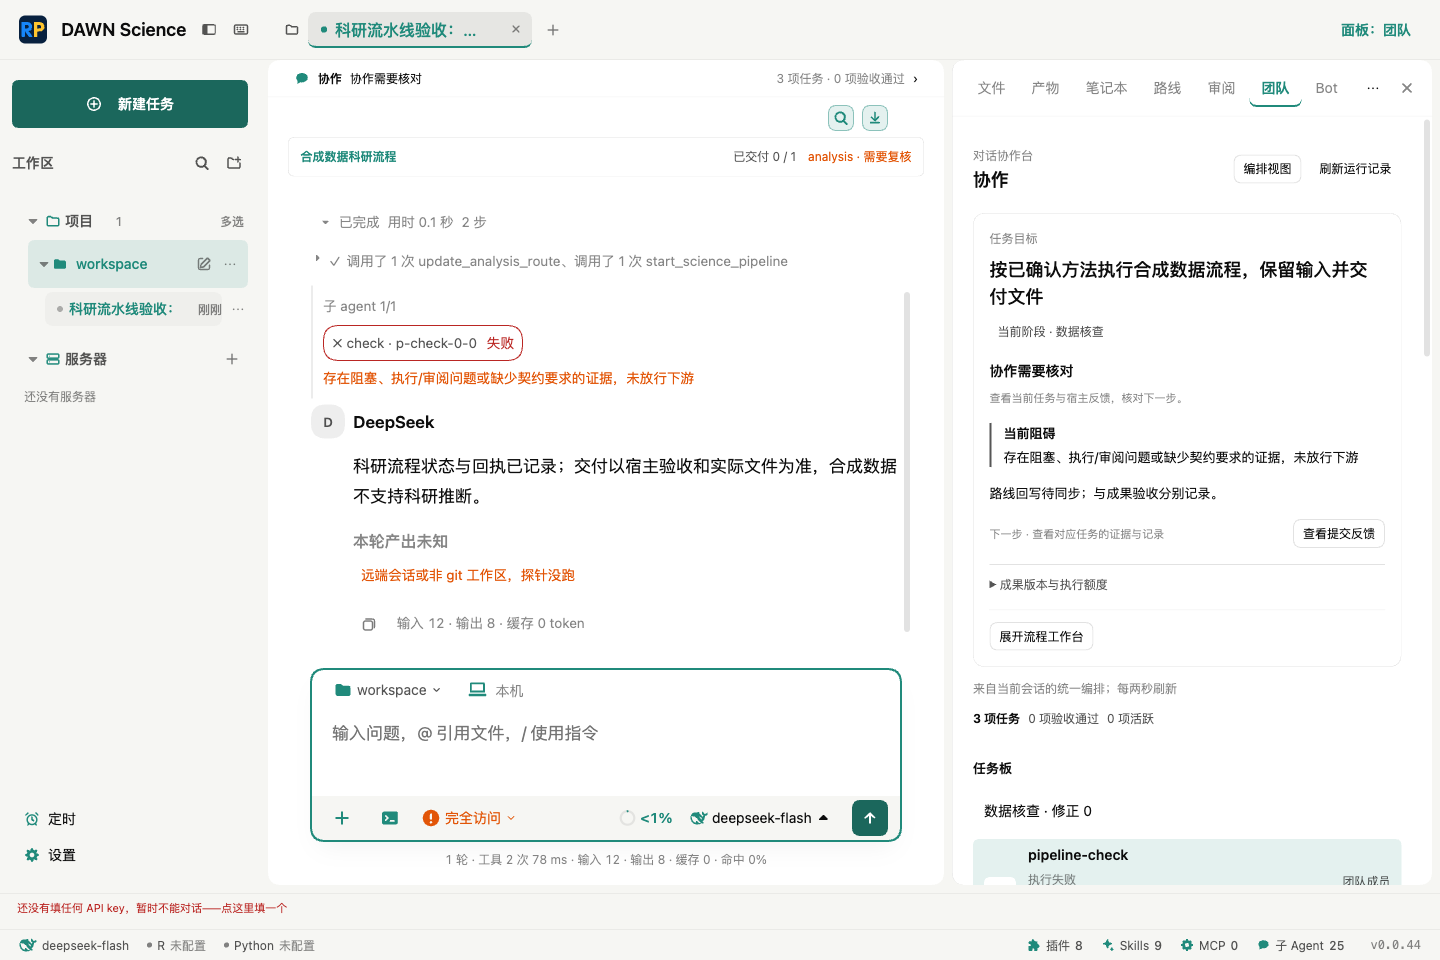 RP DAWN Science
科研流水线验收：...
面板：团队
新建任务
工作区
项目 1 多选
workspace
科研流水线验收： 刚刚
服务器
还没有服务器
定时
设置
协作 协作需要核对
3 项任务 · 0 项验收通过
合成数据科研流程
已交付 0 / 1 analysis · 需要复核
已完成 用时 0.1 秒 2 步
调用了 1 次 update_analysis_route、调用了 1 次 start_science_pipeline
子 agent 1/1
check · p-check-0-0 失败
存在阻塞、执行/审阅问题或缺少契约要求的证据，未放行下游
D DeepSeek
科研流程状态与回执已记录；交付以宿主验收和实际文件为准，合成数据
不支持科研推断。
本轮产出未知
远端会话或非 git 工作区，探针没跑
输入 12 · 输出 8 · 缓存 0 token
workspace 本机
输入问题，@ 引用文件，/ 使用指令
完全访问
<1% deepseek-flash
1 轮 · 工具 2 次 78 ms · 输入 12 · 输出 8 · 缓存 0 · 命中 0%
文件 产物 笔记本 路线 审阅 团队 Bot ...
对话协作台
协作
编排视图 刷新运行记录
任务目标
按已确认方法执行合成数据流程，保留输入并交
付文件
当前阶段 · 数据核查
协作需要核对
查看当前任务与宿主反馈，核对下一步。
当前阻碍
存在阻塞、执行/审阅问题或缺少契约要求的证据，未放行下游
路线回写待同步；与成果验收分别记录。
下一步 · 查看对应任务的证据与记录
查看提交反馈
成果版本与执行额度
展开流程工作台
来自当前会话的统一编排；每两秒刷新
3 项任务 0 项验收通过 0 项活跃
任务板
数据核查 · 修正 0
pipeline-check
执行失败
团队成员
还没有填任何 API key，暂时不能对话——点这里填一个
deepseek-flash R 未配置 Python 未配置
插件 8 Skills 9 MCP 0 子 Agent 25 v0.0.44